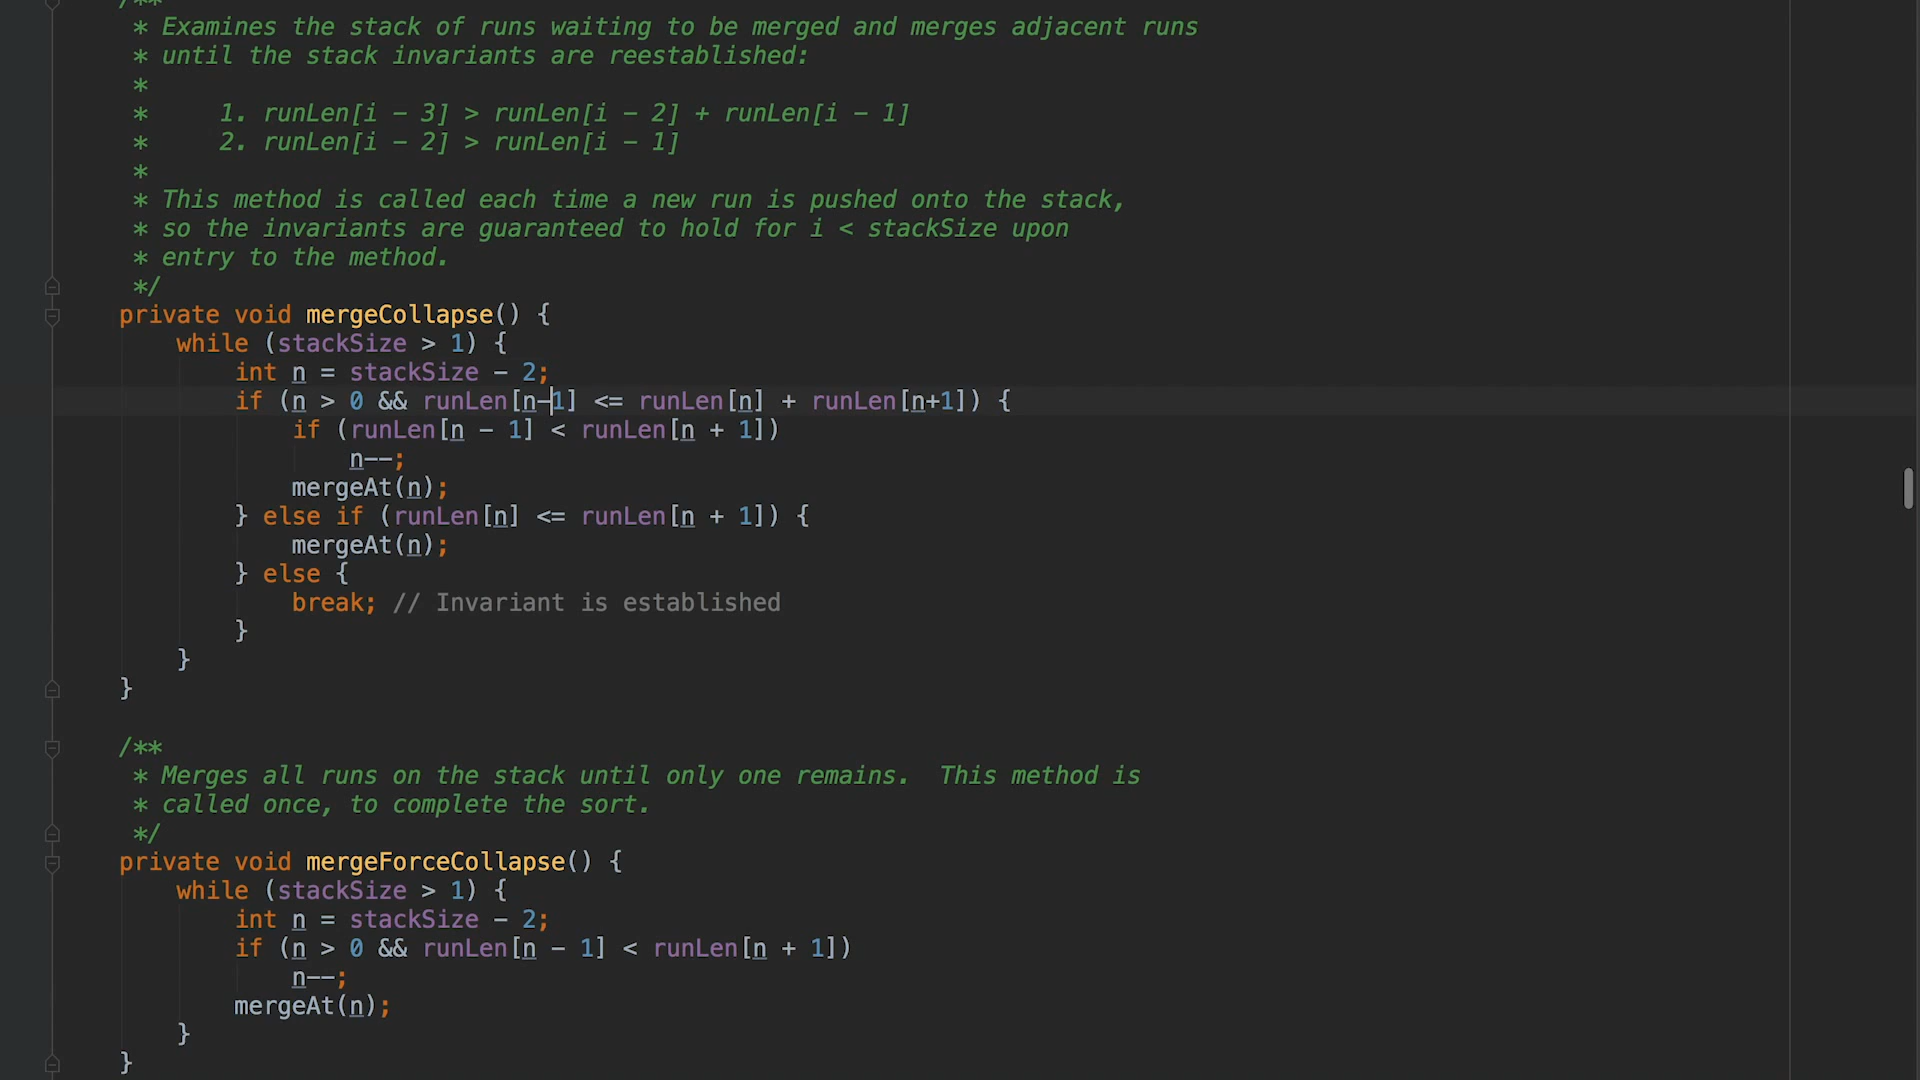 /**
* Examines the stack of runs waiting to be merged and merges adjacent runs
* until the stack invariants are reestablished:
*
*     1. runLen[i - 3] > runLen[i - 2] + runLen[i - 1]
*     2. runLen[i - 2] > runLen[i - 1]
*
* This method is called each time a new run is pushed onto the stack,
* so the invariants are guaranteed to hold for i < stackSize upon
* entry to the method.
*/
private void mergeCollapse() {
while (stackSize > 1) {
int n = stackSize - 2;
if (n > 0 && runLen[n-1] <= runLen[n] + runLen[n+1]) {
if (runLen[n - 1] < runLen[n + 1])
n--;
mergeAt(n);
} else if (runLen[n] <= runLen[n + 1]) {
mergeAt(n);
} else {
break; // Invariant is established
}
}
}
/**
* Merges all runs on the stack until only one remains.  This method is
* called once, to complete the sort.
*/
private void mergeForceCollapse() {
while (stackSize > 1) {
int n = stackSize - 2;
if (n > 0 && runLen[n - 1] < runLen[n + 1])
n--;
mergeAt(n);
}
}